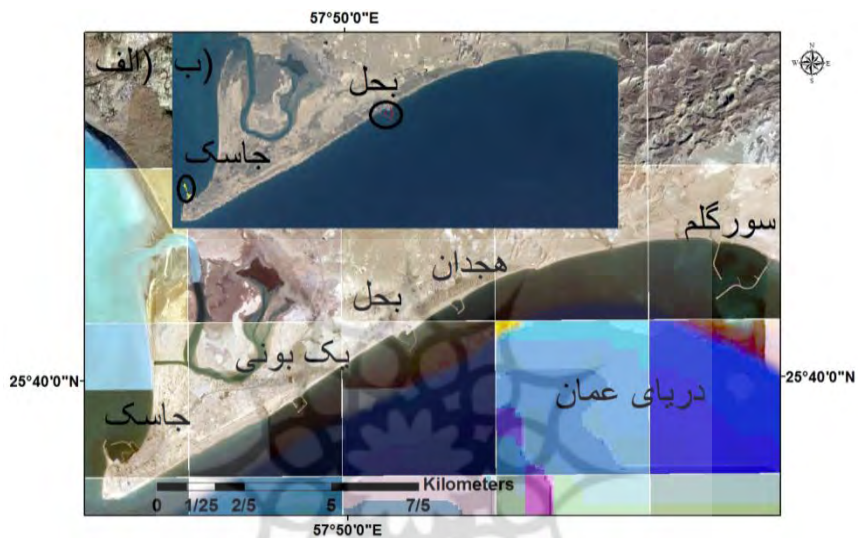 57°50'0"E
الف)
ب)
بحل
جاسک
N
W
E
S
سورگلم
هجدان
بحل
یک بونی
25°40'0"N
25°40'0"N
دریای عمان
جاسک
Kilometers
0 1/25 2/5 5 7/5
57°50'0"E